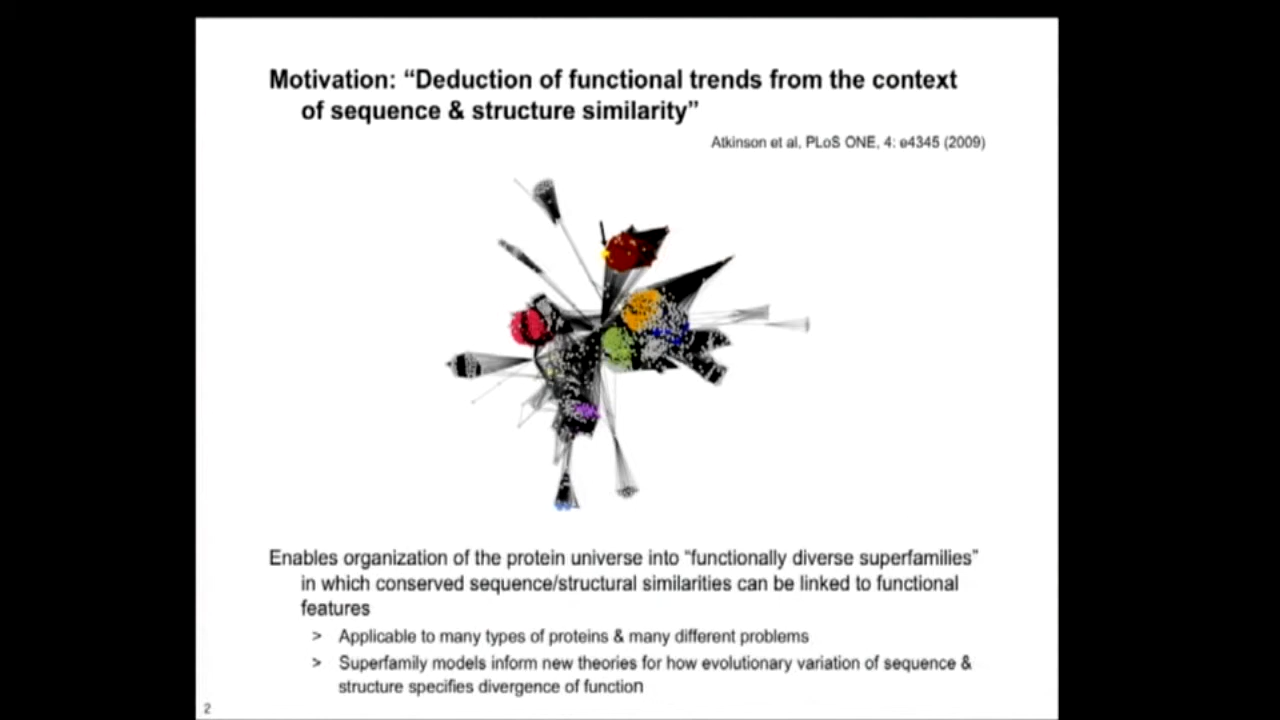 Motivation: “Deduction of functional trends from the context
of sequence & structure similarity”
Atkinson et al, PLoS ONE, 4: e4345 (2009)
Enables organization of the protein universe into “functionally diverse superfamilies”
in which conserved sequence/structural similarities can be linked to functional
features
> Applicable to many types of proteins & many different problems
> Superfamily models inform new theories for how evolutionary variation of sequence &
structure specifies divergence of function
2